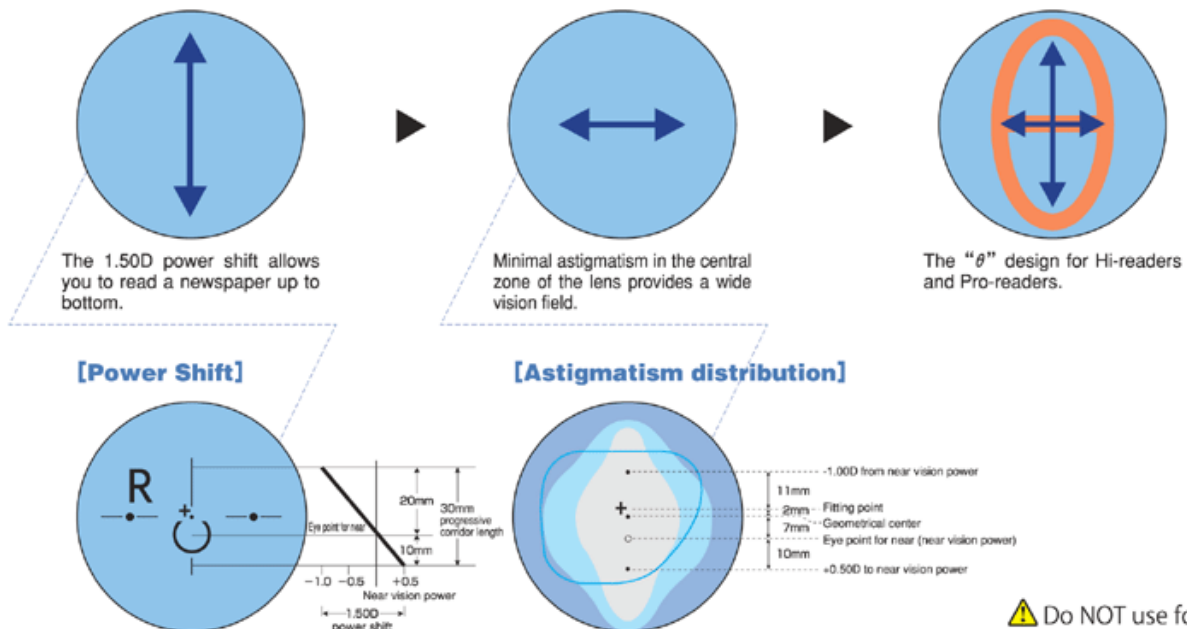 The 1.50D power shift allows
you to read a newspaper up to
bottom.
Minimal astigmatism in the central
zone of the lens provides a wide
vision field.
The “θ” design for Hi-readers
and Pro-readers.
[Power Shift]
R
Eye point for near
20mm
10mm
30mm
progressive
corridor length
−1.0 −0.5 +0.5
Near vision power
1.50D
power shift
[Astigmatism distribution]
-1.00D from near vision power
11mm
2mm
Fitting point
7mm
Geometrical center
Eye point for near (near vision power)
10mm
+0.50D to near vision power
Do NOT use fo